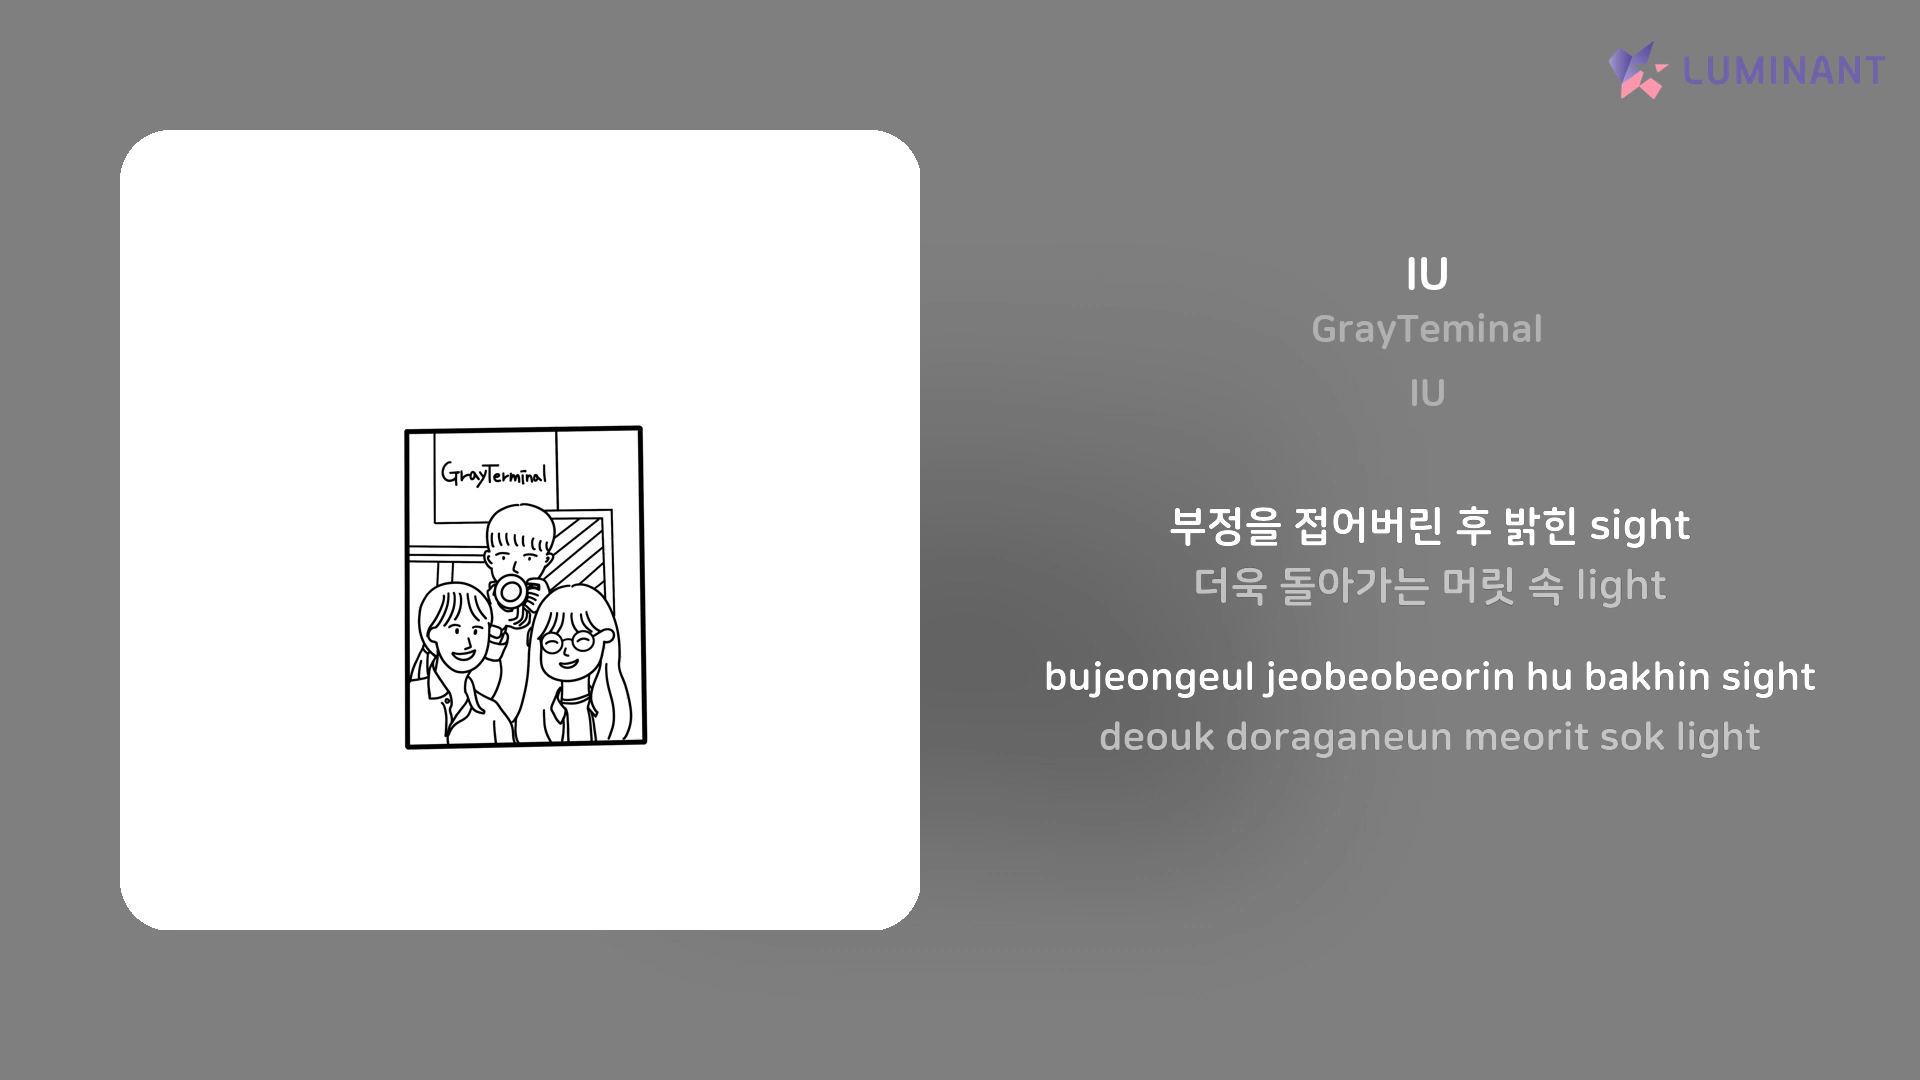 LUMINANT
GrayTerminal
IU
GrayTeminal
IU
부정을 접어버린 후 밝힌 sight
더욱 돌아가는 머릿 속 light
bujeongeul jeobeobeorin hu bakhin sight
deouk doraganeun meorit sok light